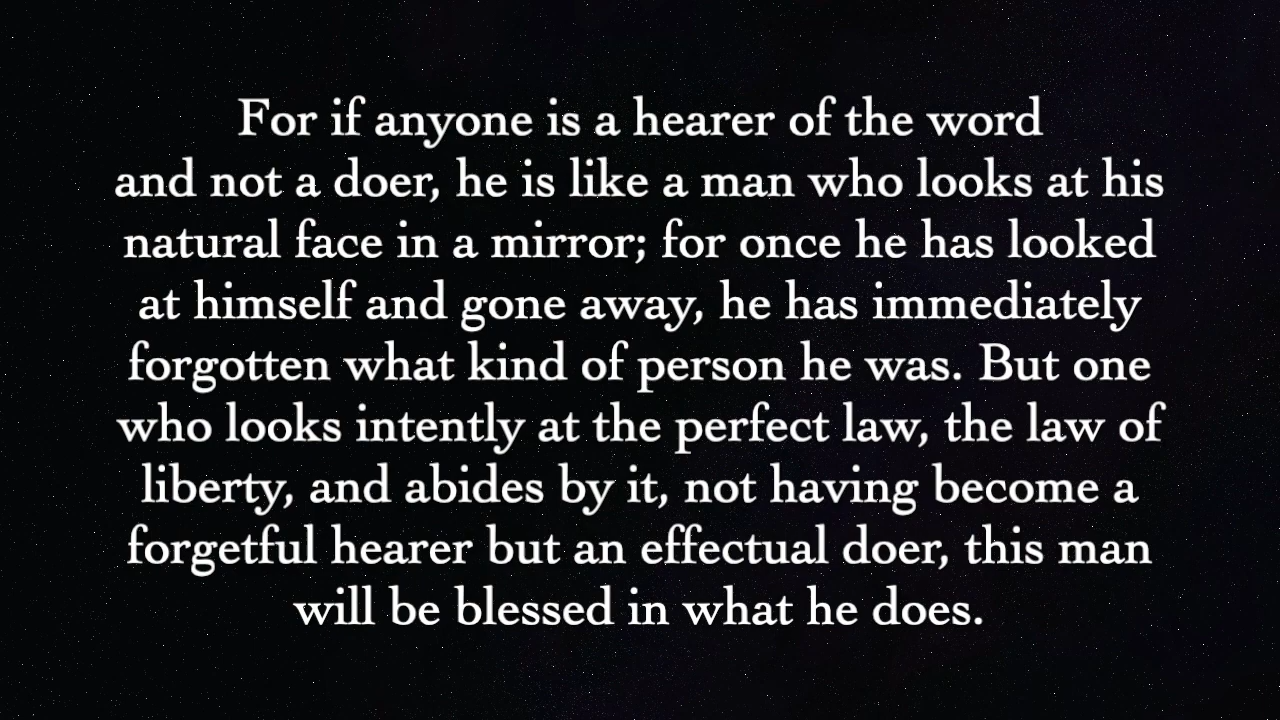 For if anyone is a hearer of the word
and not a doer, he is like a man who looks at his
natural face in a mirror; for once he has looked
at himself and gone away, he has immediately
forgotten what kind of person he was. But one
who looks intently at the perfect law, the law of
liberty, and abides by it, not having become a
forgetful hearer but an effectual doer, this man
will be blessed in what he does.